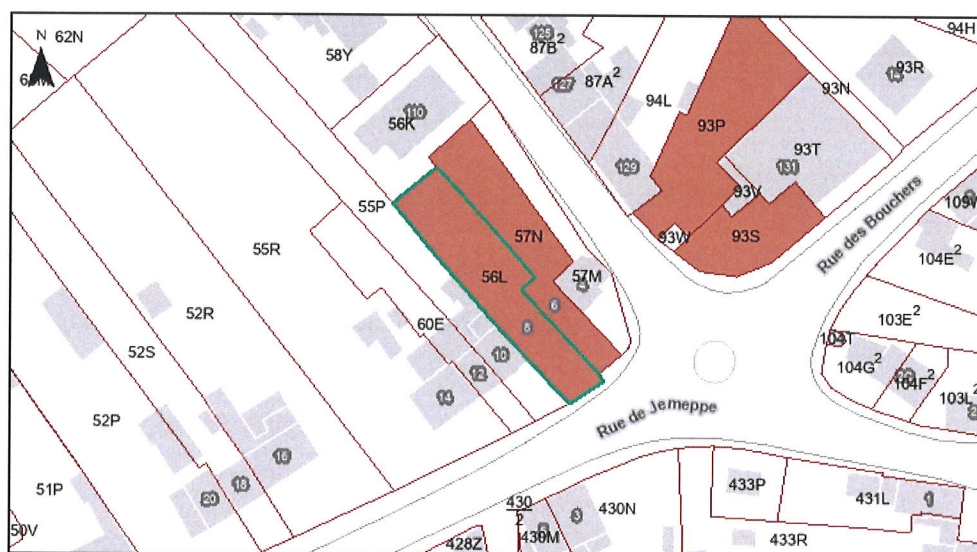 N
62N
58Y
125
87B²
94H
127
87A²
93R
93N
94L
110
56K
93P
93T
129
131
93V
55P
109W
57N
93W
93S
Rue des Bouchers
55R
104E²
56L
57M
6
52R
60E
8
103E²
10
104T
52S
12
104G²
14
104F²
103L²
Rue de Jemeppe
52P
16
18
20
433P
431L
1
51P
430
2
3
430N
50V
430M
428Z
433R